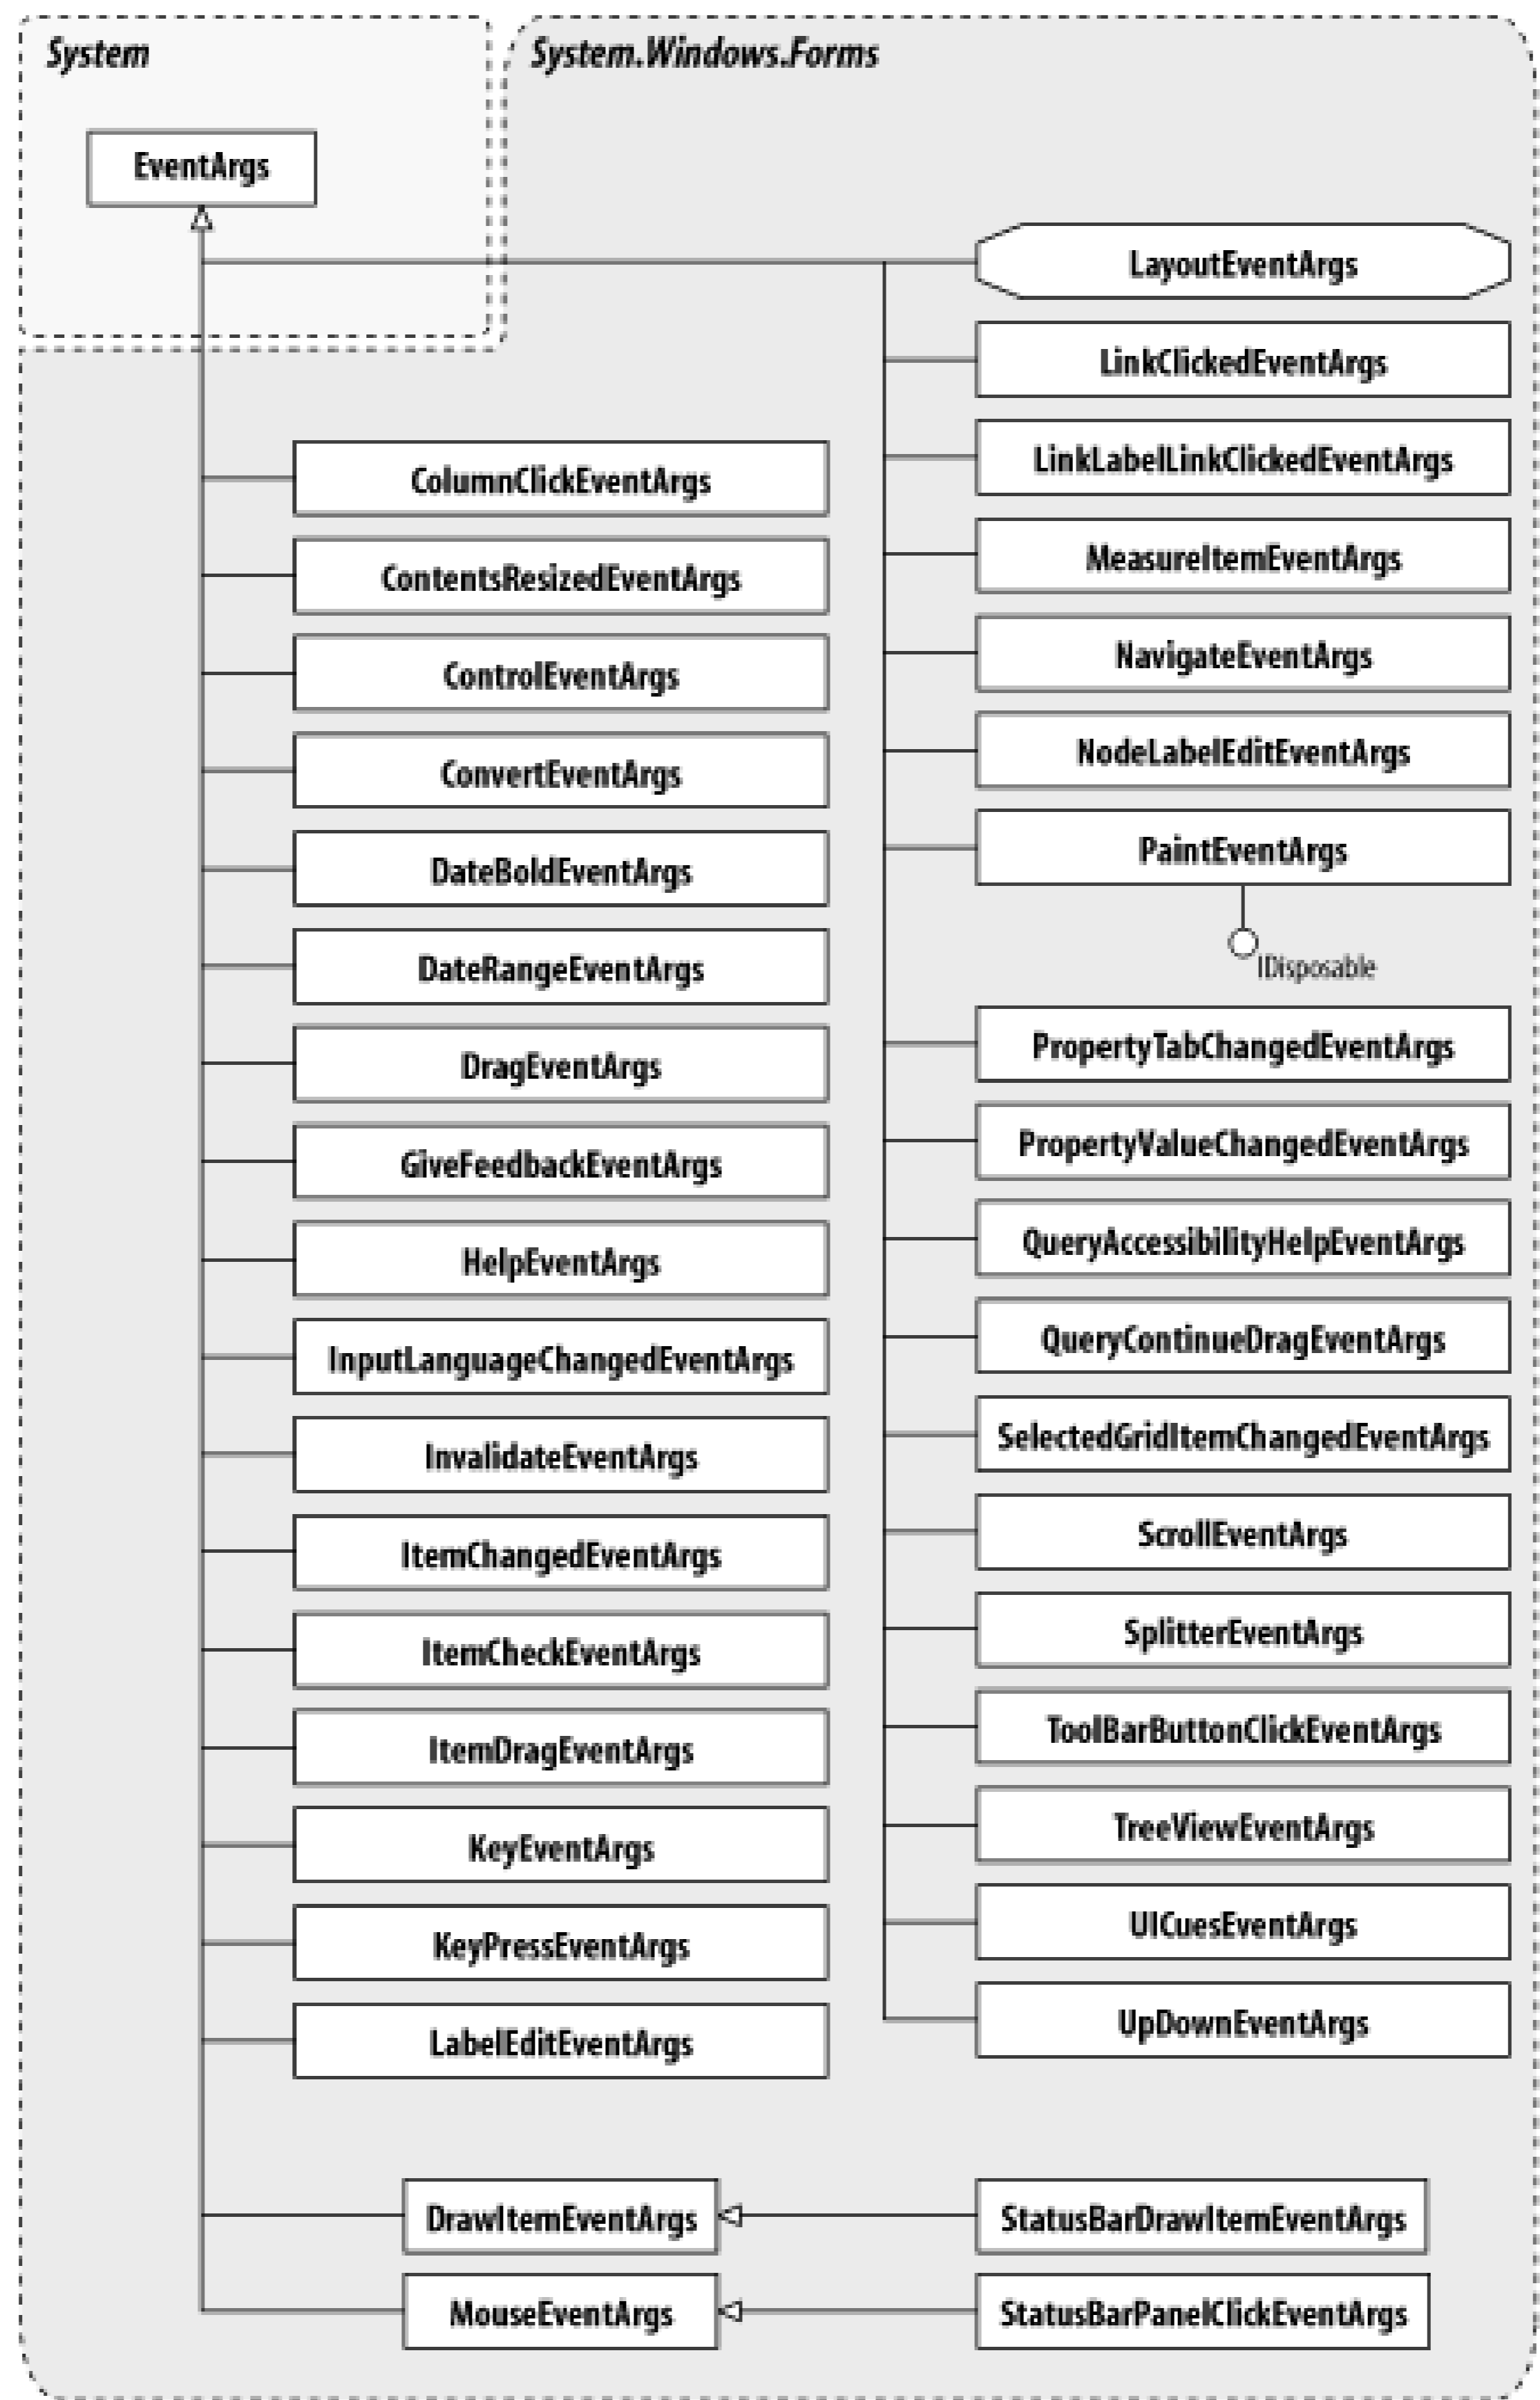 System
System.Windows.Forms
EventArgs
LayoutEventArgs
LinkClickedEventArgs
LinkLabelLinkClickedEventArgs
ColumnClickEventArgs
MeasureItemEventArgs
ContentsResizedEventArgs
NavigateEventArgs
ControlEventArgs
NodeLabelEditEventArgs
ConvertEventArgs
PaintEventArgs
DateBoldEventArgs
IDisposable
DateRangeEventArgs
PropertyTabChangedEventArgs
DragEventArgs
PropertyValueChangedEventArgs
GiveFeedbackEventArgs
QueryAccessibilityHelpEventArgs
HelpEventArgs
QueryContinueDragEventArgs
InputLanguageChangedEventArgs
SelectedGridItemChangedEventArgs
InvalidateEventArgs
ScrollEventArgs
ItemChangedEventArgs
SplitterEventArgs
ItemCheckEventArgs
ToolBarButtonClickEventArgs
ItemDragEventArgs
TreeViewEventArgs
KeyEventArgs
UICuesEventArgs
KeyPressEventArgs
UpDownEventArgs
LabelEditEventArgs
DrawItemEventArgs
StatusBarDrawItemEventArgs
MouseEventArgs
StatusBarPanelClickEventArgs